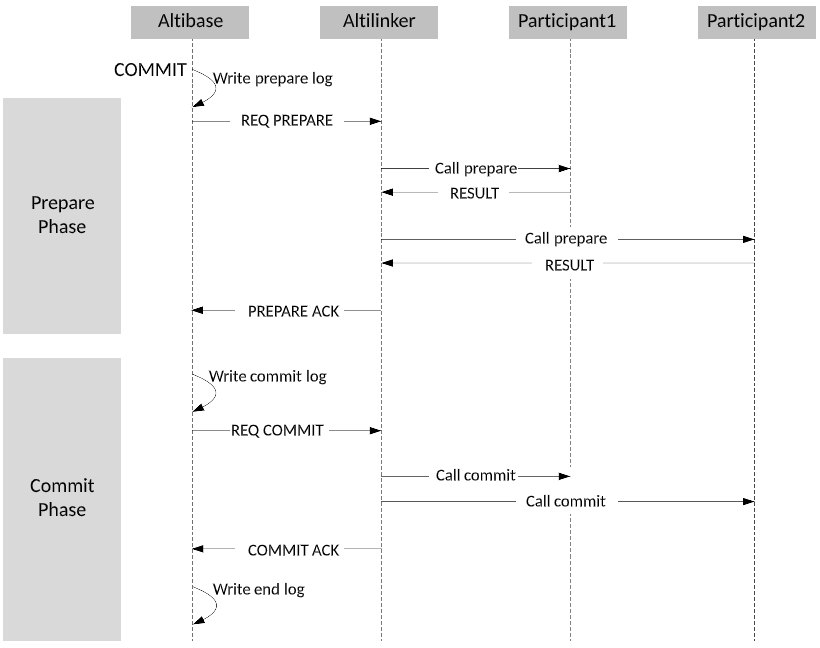 Altibase
Altilinker
Participant1
Participant2
COMMIT
Write prepare log
REQ PREPARE
Call prepare
RESULT
Prepare
Phase
Call prepare
RESULT
PREPARE ACK
Write commit log
REQ COMMIT
Call commit
Commit
Phase
Call commit
COMMIT ACK
Write end log